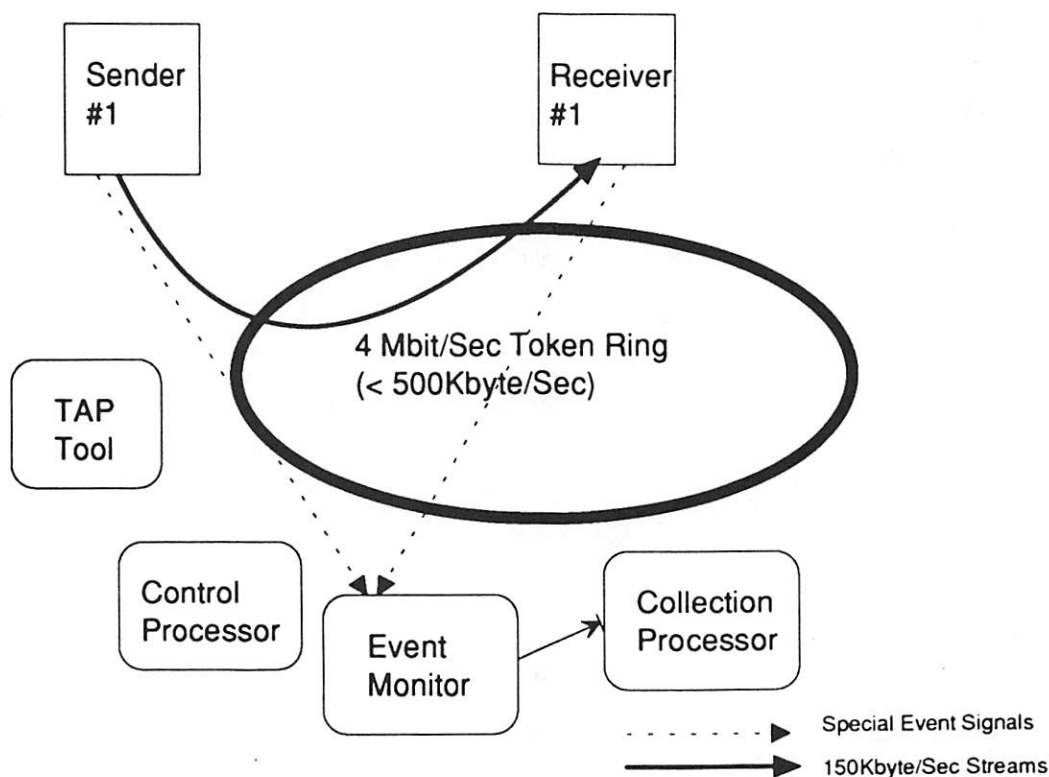 Sender
#1
Receiver
#1
4 Mbit/Sec Token Ring
(< 500Kbyte/Sec)
TAP
Tool
Control
Processor
Event
Monitor
Collection
Processor
Special Event Signals
150Kbyte/Sec Streams